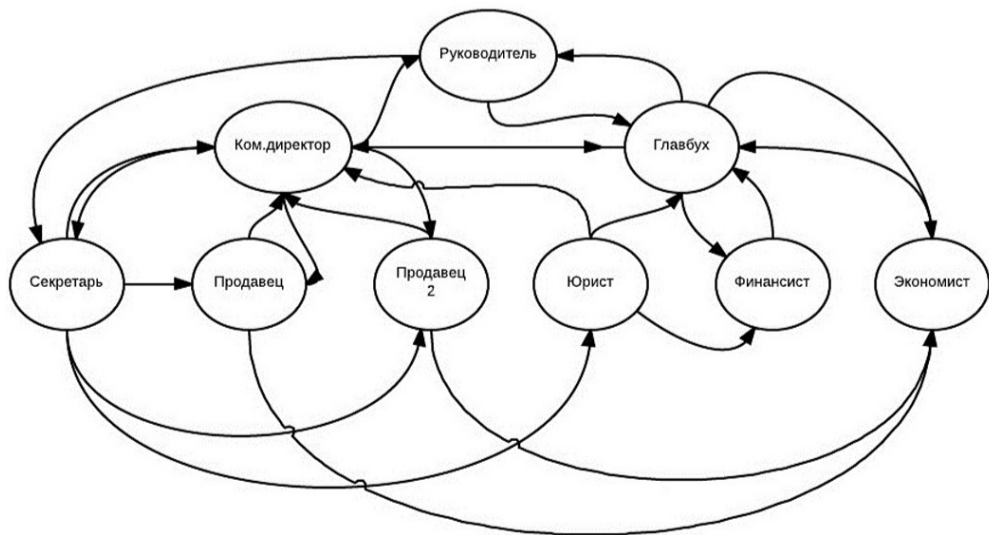 Руководитель
Ком.директор
Главбух
Секретарь
Продавец
Продавец
2
Юрист
Финансист
Экономист